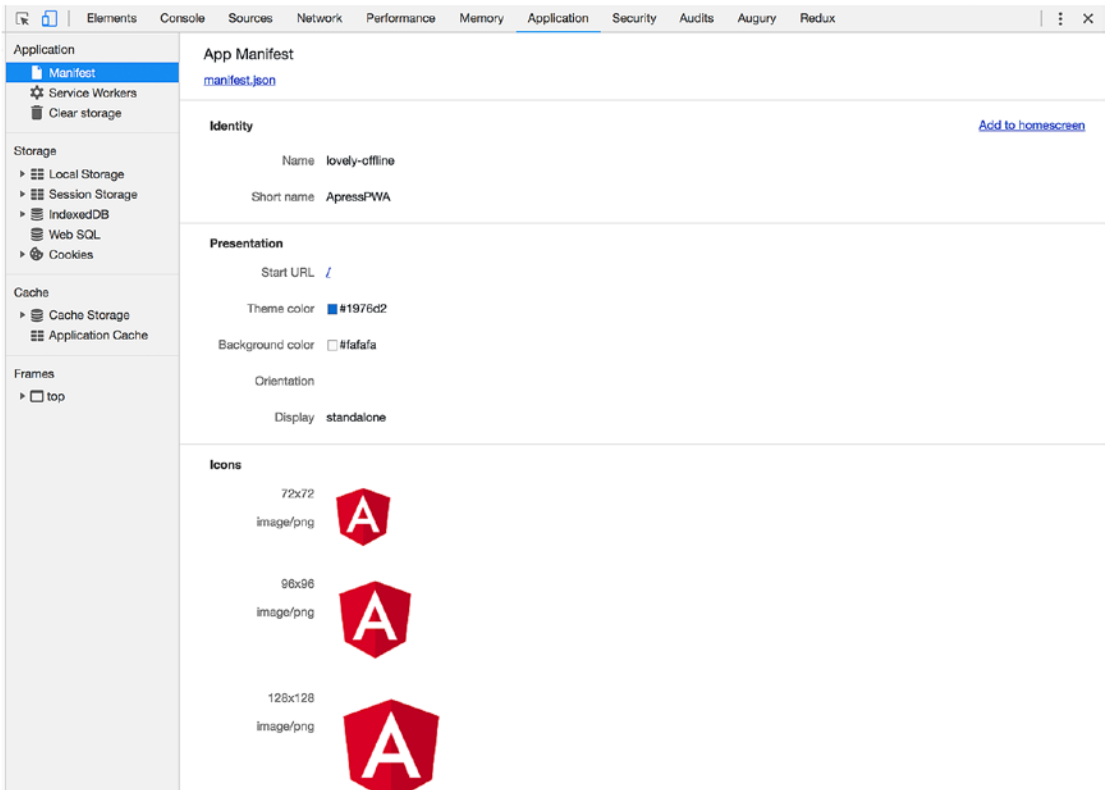 Elements Console Sources Network Performance Memory Application Security Audits Augury Redux
Application
Manifest
Service Workers
Clear storage
Storage
Local Storage
Session Storage
IndexedDB
Web SQL
Cookies
Cache
Cache Storage
Application Cache
Frames
top
App Manifest
manifest.json
Identity Add to homescreen
Name lovely-offline
Short name ApressPWA
Presentation
Start URL /
Theme color #1976d2
Background color #fafafa
Orientation
Display standalone
Icons
72x72
image/png
A
96x96
image/png
A
128x128
image/png
A